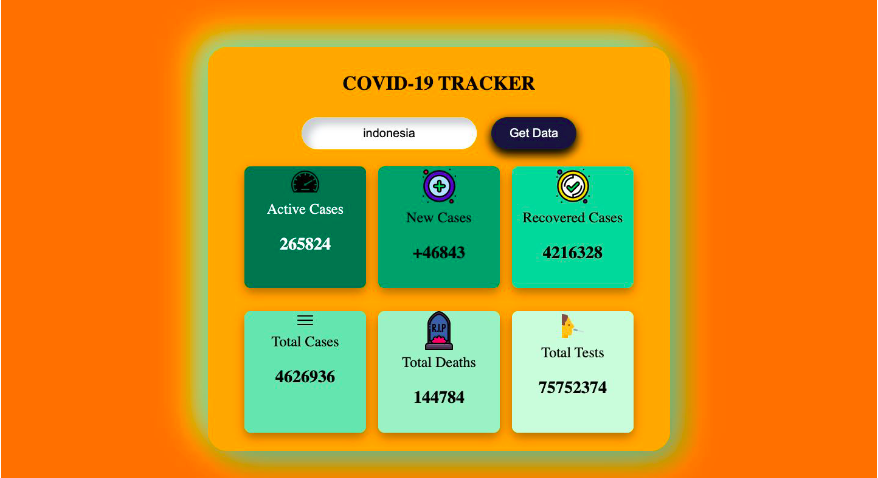 COVID-19 TRACKER
indonesia
Get Data
Active Cases
265824
New Cases
+46843
Recovered Cases
4216328
Total Cases
4626936
R.I.P
Total Deaths
144784
Total Tests
75752374